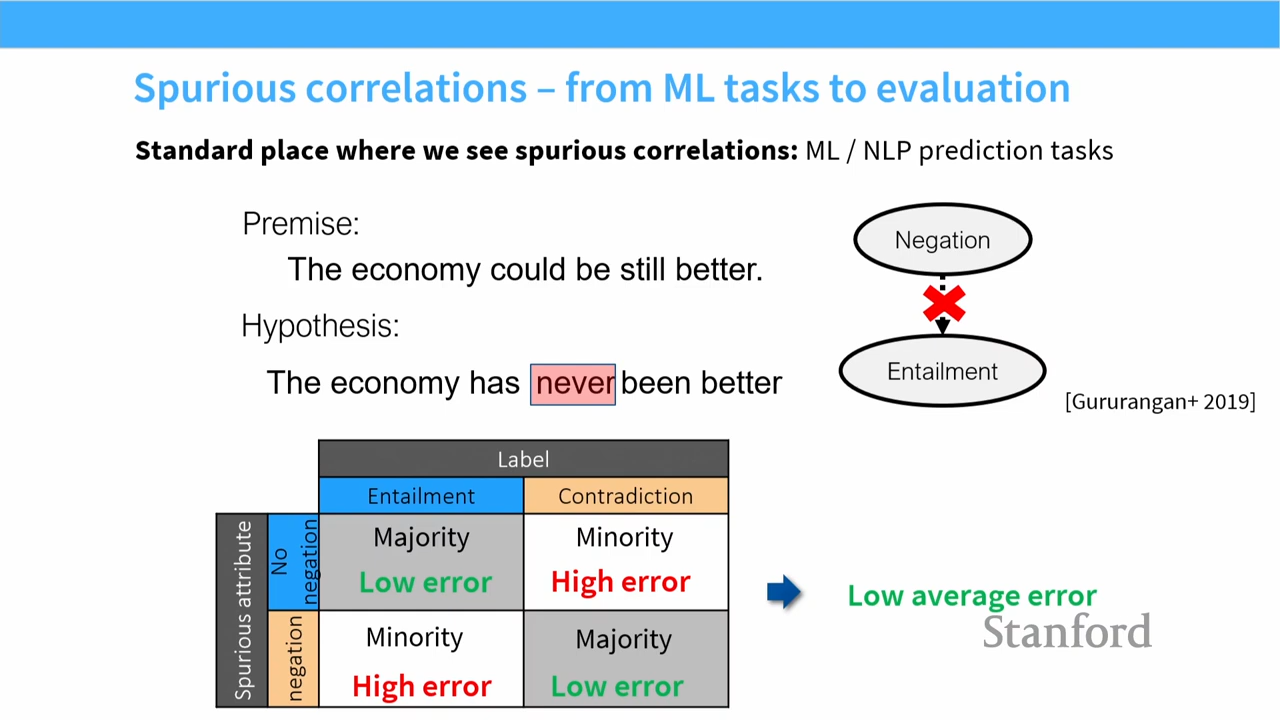 Spurious correlations – from ML tasks to evaluation
Standard place where we see spurious correlations: ML / NLP prediction tasks
Premise:
The economy could be still better.
Hypothesis:
The economy has never been better
Negation
Entailment
[Gururangan+ 2019]
Label
Entailment
Contradiction
Spurious attribute
No
negation
Majority
Low error
Minority
High error
negation
Minority
High error
Majority
Low error
Low average error
Stanford